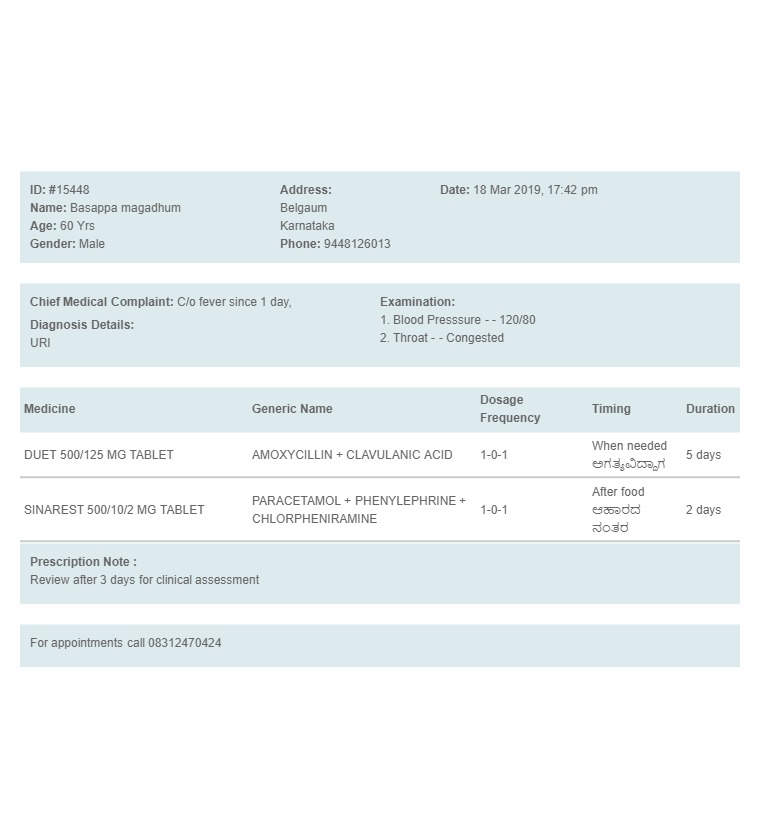 ID: #15448
Name: Basappa magadhum
Age: 60 Yrs
Gender: Male
Address:
Belgaum
Karnataka
Phone: 9448126013
Date: 18 Mar 2019, 17:42 pm
Chief Medical Complaint: C/o fever since 1 day,
Diagnosis Details:
URI
Examination:
1. Blood Presssure - - 120/80
2. Throat - - Congested
Medicine Generic Name Dosage Frequency Timing Duration
DUET 500/125 MG TABLET AMOXYCILLIN + CLAVULANIC ACID 1-0-1 When needed 5 days
ಅಗತ್ಯವಿದ್ದಾಗ
SINAREST 500/10/2 MG TABLET PARACETAMOL + PHENYLEPHRINE + CHLORPHENIRAMINE 1-0-1 After food 2 days
ಆಹಾರದ
ನಂತರ
Prescription Note :
Review after 3 days for clinical assessment
For appointments call 08312470424